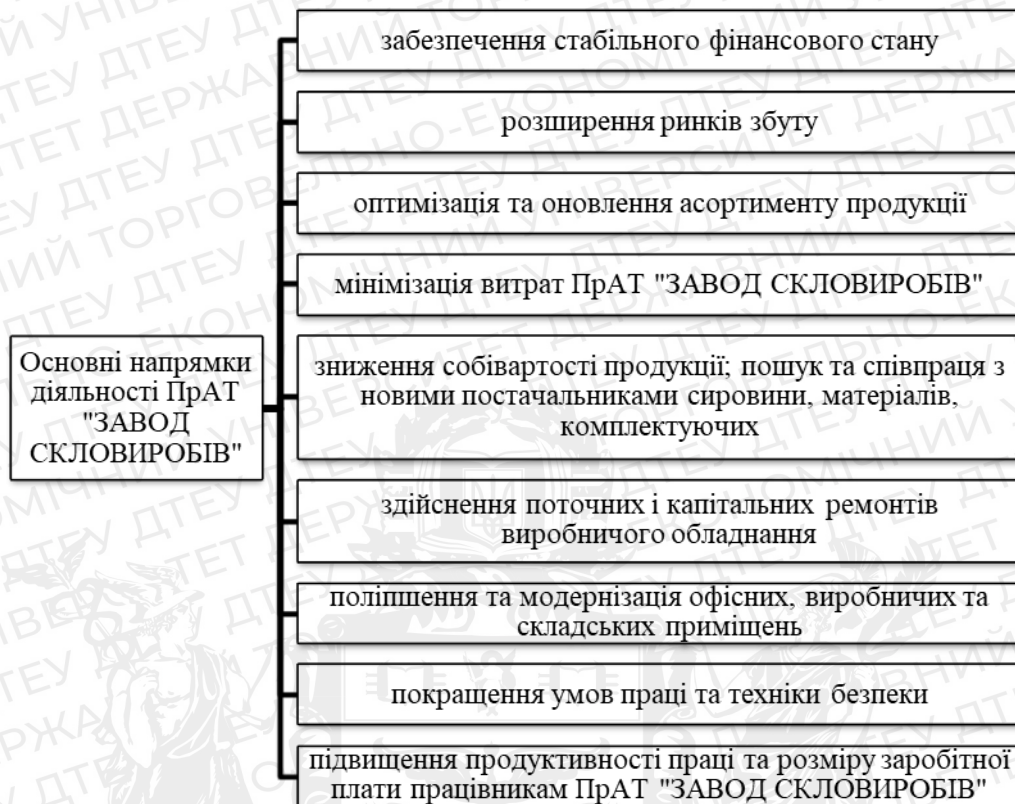 забезпечення стабільного фінансового стану
розширення ринків збуту
оптимізація та оновлення асортименту продукції
мінімізація витрат ПрАТ "ЗАВОД СКЛОВИРОБІВ"
Основні напрямки
діяльності ПрАТ
"ЗАВОД
СКЛОВИРОБІВ"
зниження собівартості продукції; пошук та співпраця з
новими постачальниками сировини, матеріалів,
комплектуючих
здійснення поточних і капітальних ремонтів
виробничого обладнання
поліпшення та модернізація офісних, виробничих та
складських приміщень
покращення умов праці та техніки безпеки
підвищення продуктивності праці та розміру заробітної
плати працівникам ПрАТ "ЗАВОД СКЛОВИРОБІВ"